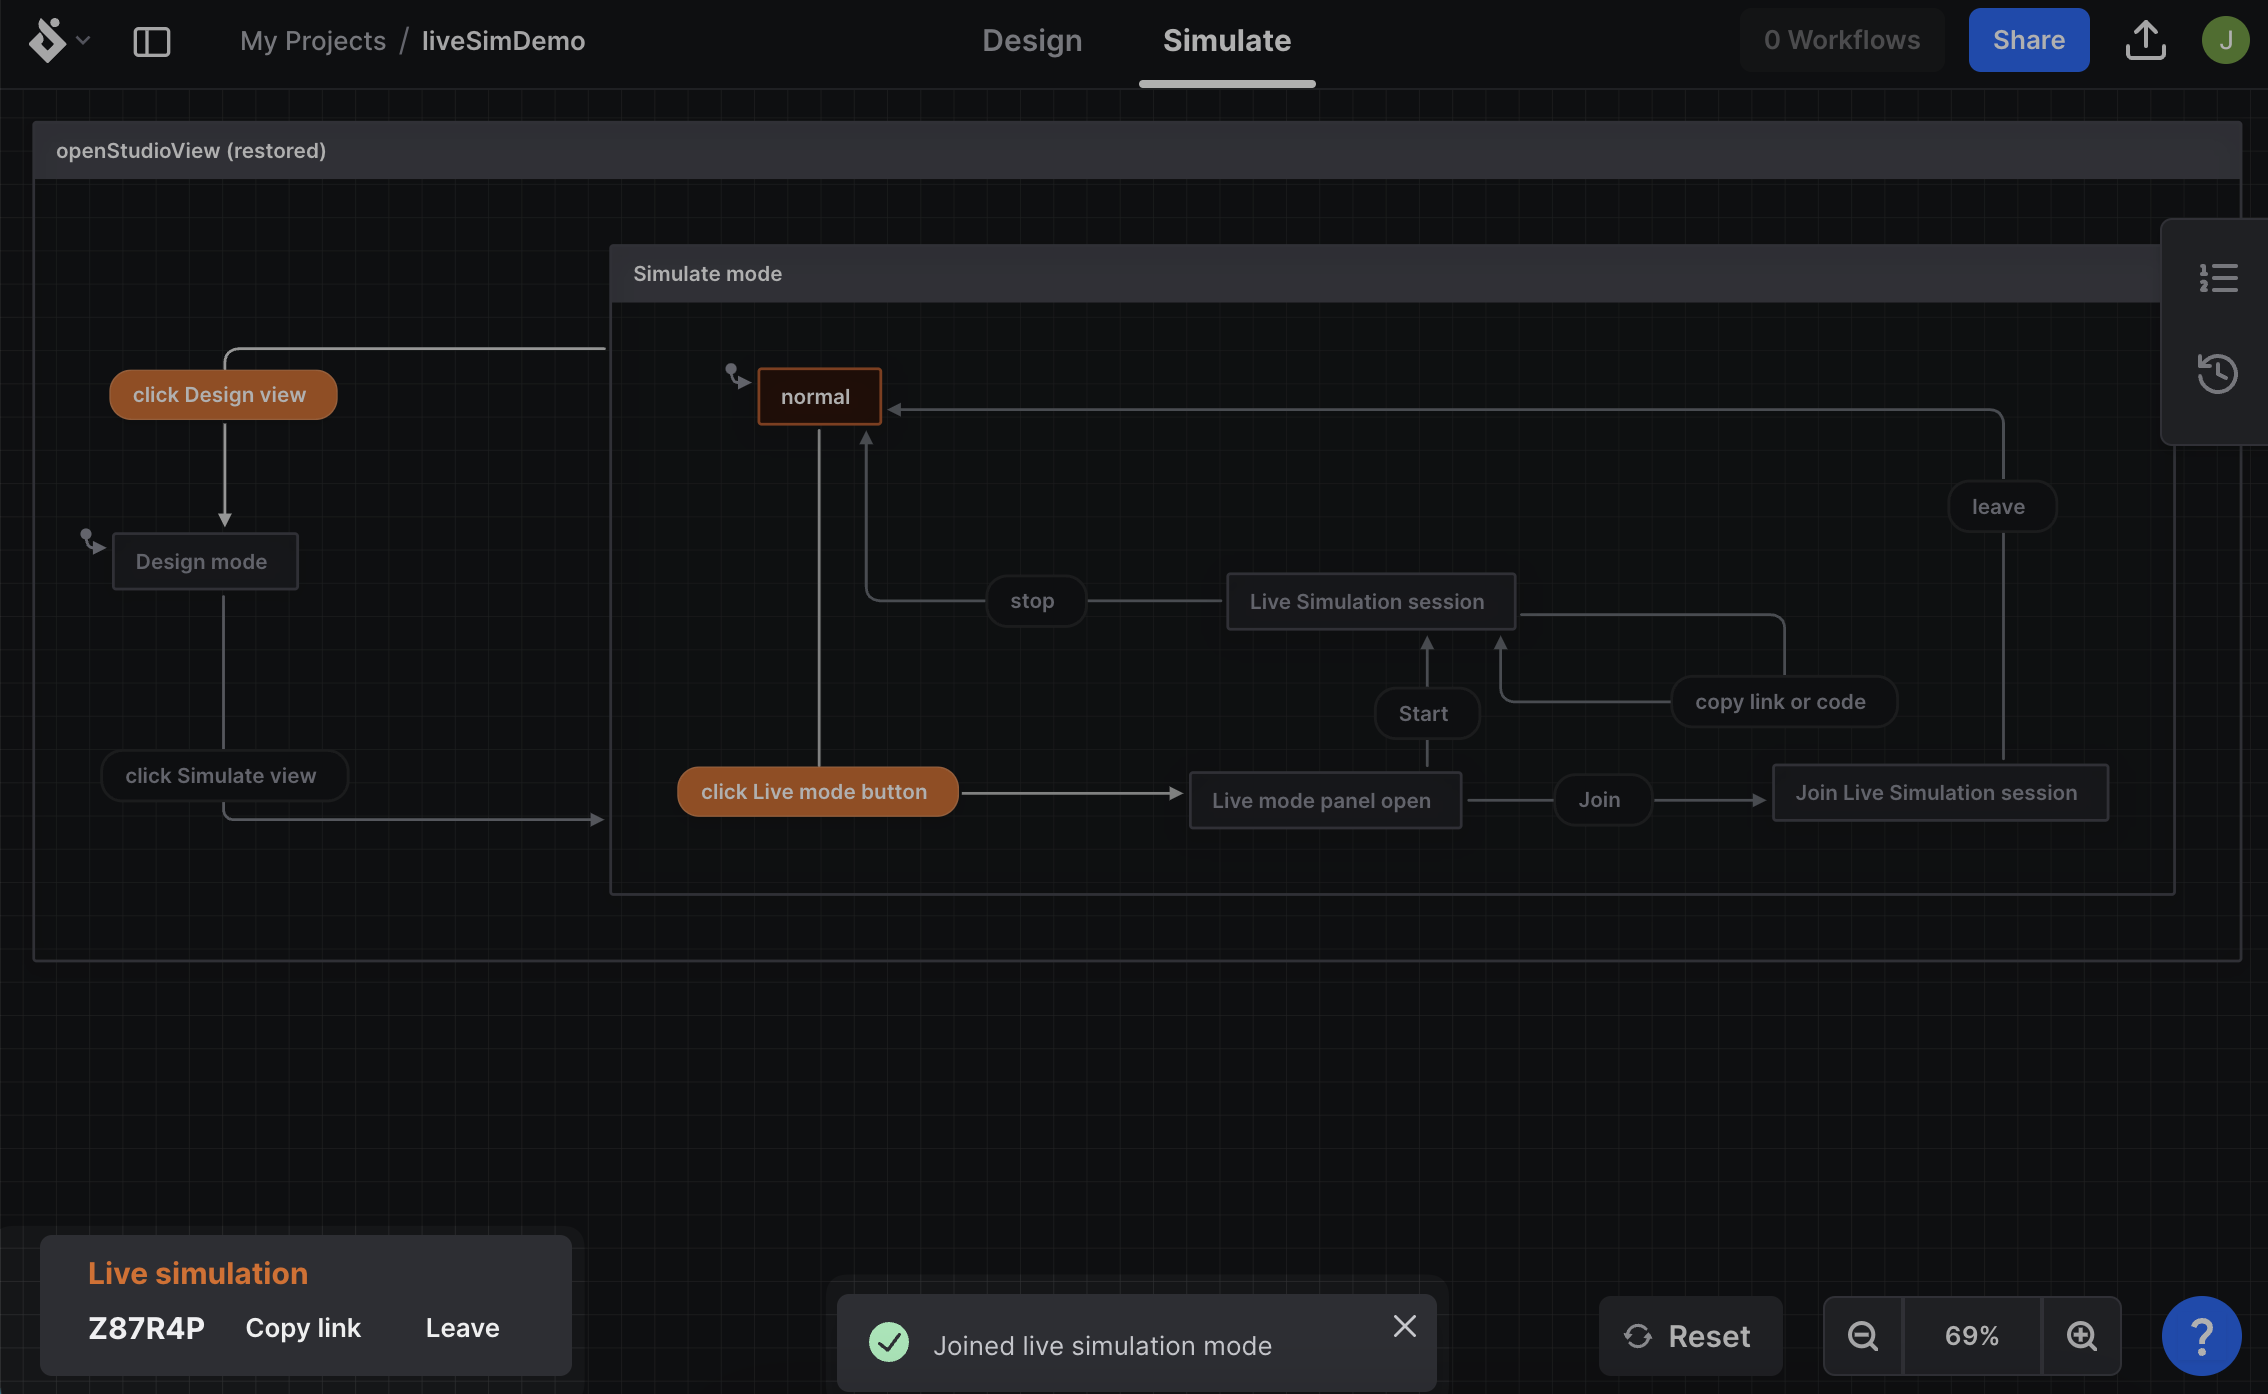 My Projects / liveSimDemo
Design
Simulate
0 Workflows
Share
J
openStudioView (restored)
Simulate mode
1
2
click Design view
normal
leave
Design mode
stop
Live Simulation session
copy link or code
Start
click Simulate view
click Live mode button
Live mode panel open
Join
Join Live Simulation session
Live simulation
Z87R4P Copy link Leave
Joined live simulation mode
Reset
69%
?